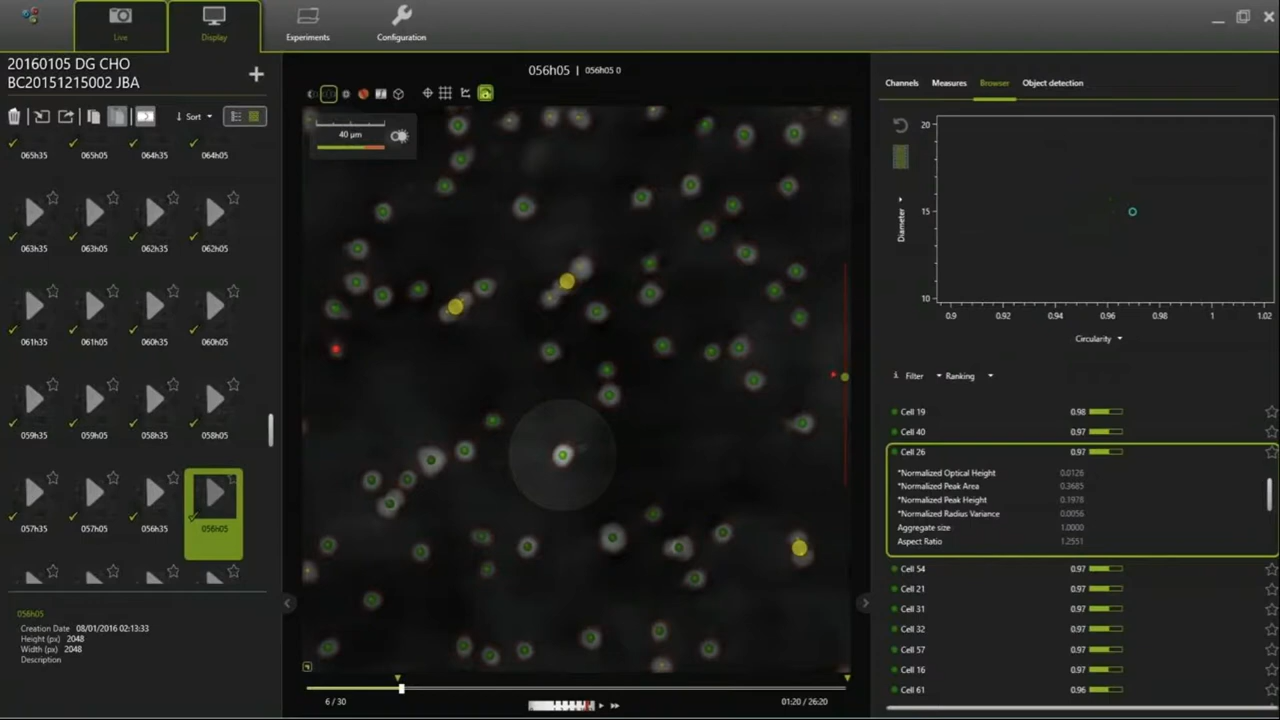 Live
Display
Experiments
Configuration
20160105 DG CHO
BC20151215002 JBA
Sort
065h35
065h05
064h35
064h05
063h35
063h05
062h35
062h05
061h35
061h05
060h35
060h05
059h35
059h05
058h35
058h05
057h35
057h05
056h35
056h05
056h05
Creation Date 08/01/2016 02:13:33
Height (px) 2048
Width (px) 2048
Description
056h05 | 056h05 0
40 µm
6 / 30
01:20 / 26:20
Channels
Measures
Browser
Object detection
20
15
10
Diameter
0.9
0.92
0.94
0.96
0.98
1
1.02
Circularity
Filter
Ranking
Cell 19 0.98
Cell 40 0.97
Cell 26 0.97
*Normalized Optical Height 0.0126
*Normalized Peak Area 0.3685
*Normalized Peak Height 0.1978
*Normalized Radius Variance 0.0056
Aggregate size 1.0000
Aspect Ratio 1.2551
Cell 54 0.97
Cell 21 0.97
Cell 31 0.97
Cell 32 0.97
Cell 57 0.97
Cell 16 0.97
Cell 61 0.96